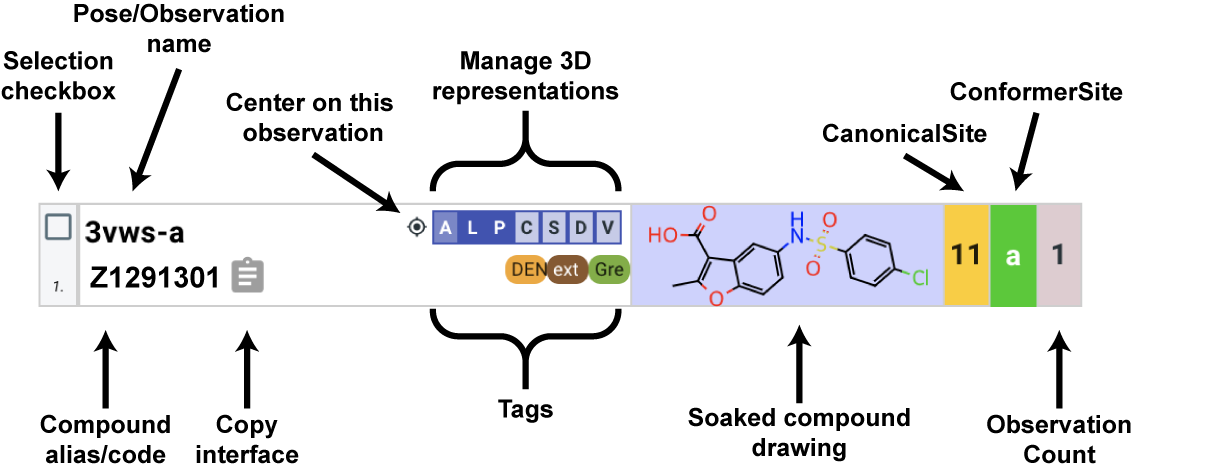 Pose/Observation
name
Selection
checkbox
Center on this
observation
Manage 3D
representations
CanonicalSite
ConformerSite
3vws-a
A L P C S D V
1.
Z1291301
DEN ext Gre
HO
O
O
H
N
O
S
O
Cl
11 a 1
Compound
alias/code
Copy
interface
Tags
Soaked compound
drawing
Observation
Count